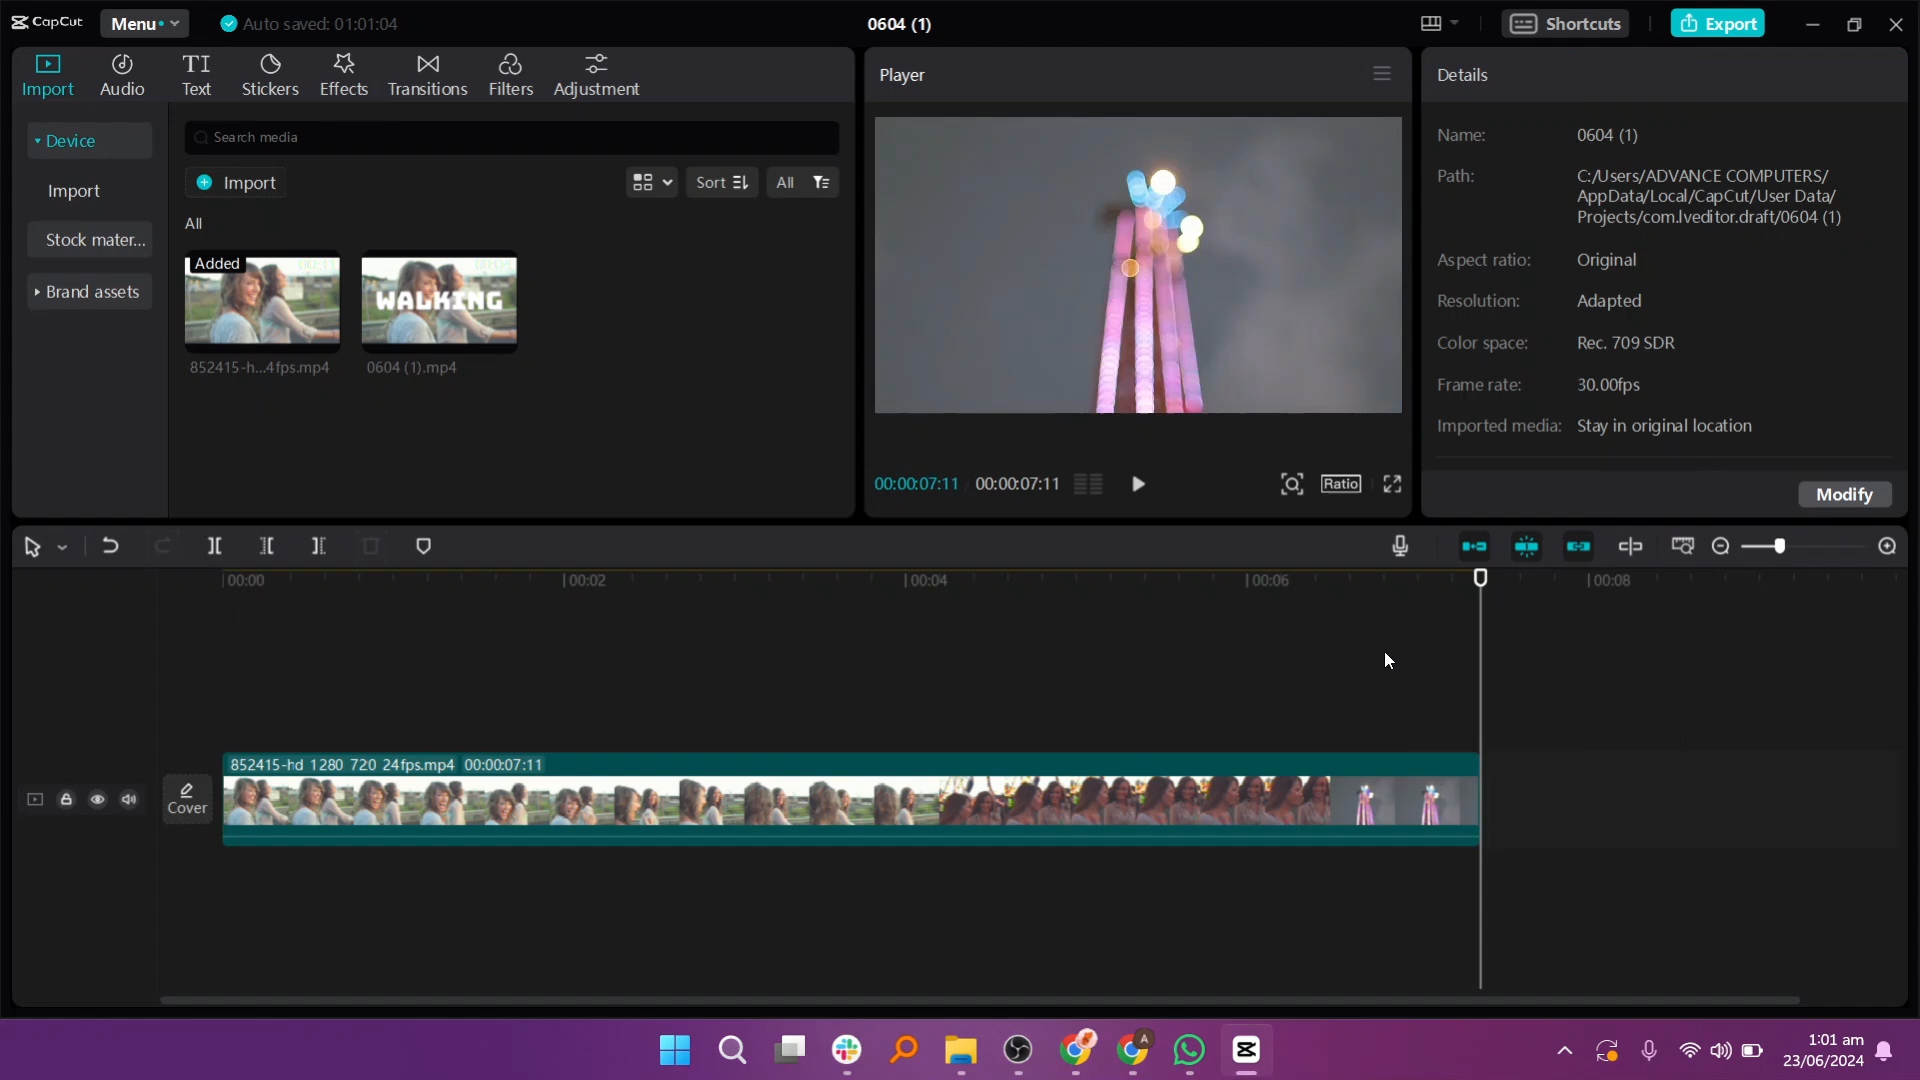 CapCut
Menu
Auto saved: 01:01:04
0604 (1)
Shortcuts
Export
Import
Audio
TI
Text
Stickers
Effects
Transitions
Filters
Adjustment
Player
Details
Device
Import
Stock mater...
Brand assets
Search media
Import
Sort
All
All
Added
852415-h...4fps.mp4
WALKING
0604 (1).mp4
00:00:07:11
00:00:07:11
Ratio
Name: 0604 (1)
Path: C:/Users/ADVANCE COMPUTERS/
AppData/Local/CapCut/User Data/
Projects/com.lveditor.draft/0604 (1)
Aspect ratio: Original
Resolution: Adapted
Color space: Rec. 709 SDR
Frame rate: 30.00fps
Imported media: Stay in original location
Modify
00:00
00:02
00:04
00:06
00:08
852415-hd 1280 720 24fps.mp4 00:00:07:11
Cover
A
1:01 am
23/06/2024